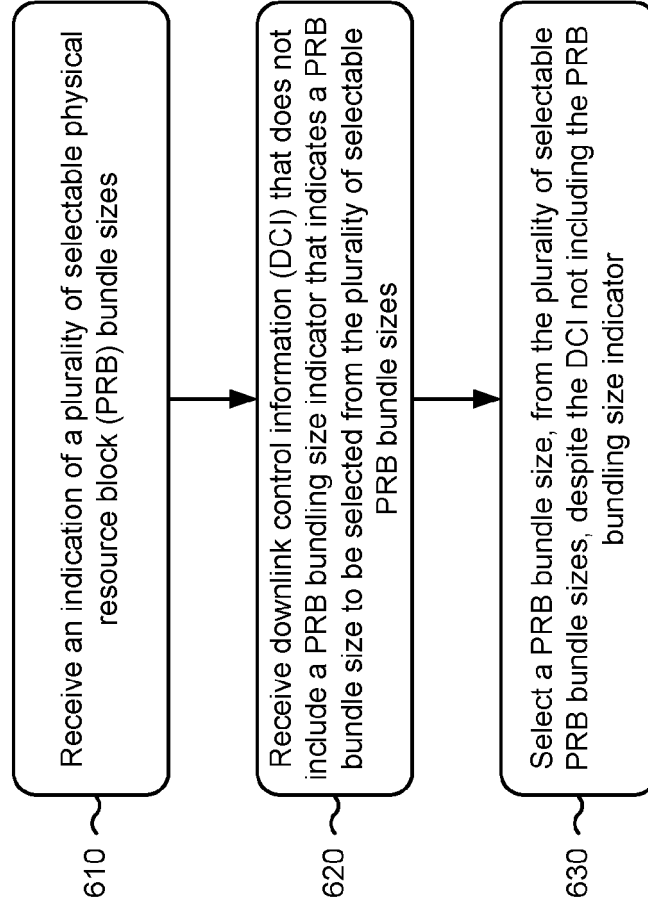 610
Receive an indication of a plurality of selectable physical
resource block (PRB) bundle sizes
620
Receive downlink control information (DCI) that does not
include a PRB bundling size indicator that indicates a PRB
bundle size to be selected from the plurality of selectable
PRB bundle sizes
630
Select a PRB bundle size, from the plurality of selectable
PRB bundle sizes, despite the DCI not including the PRB
bundling size indicator